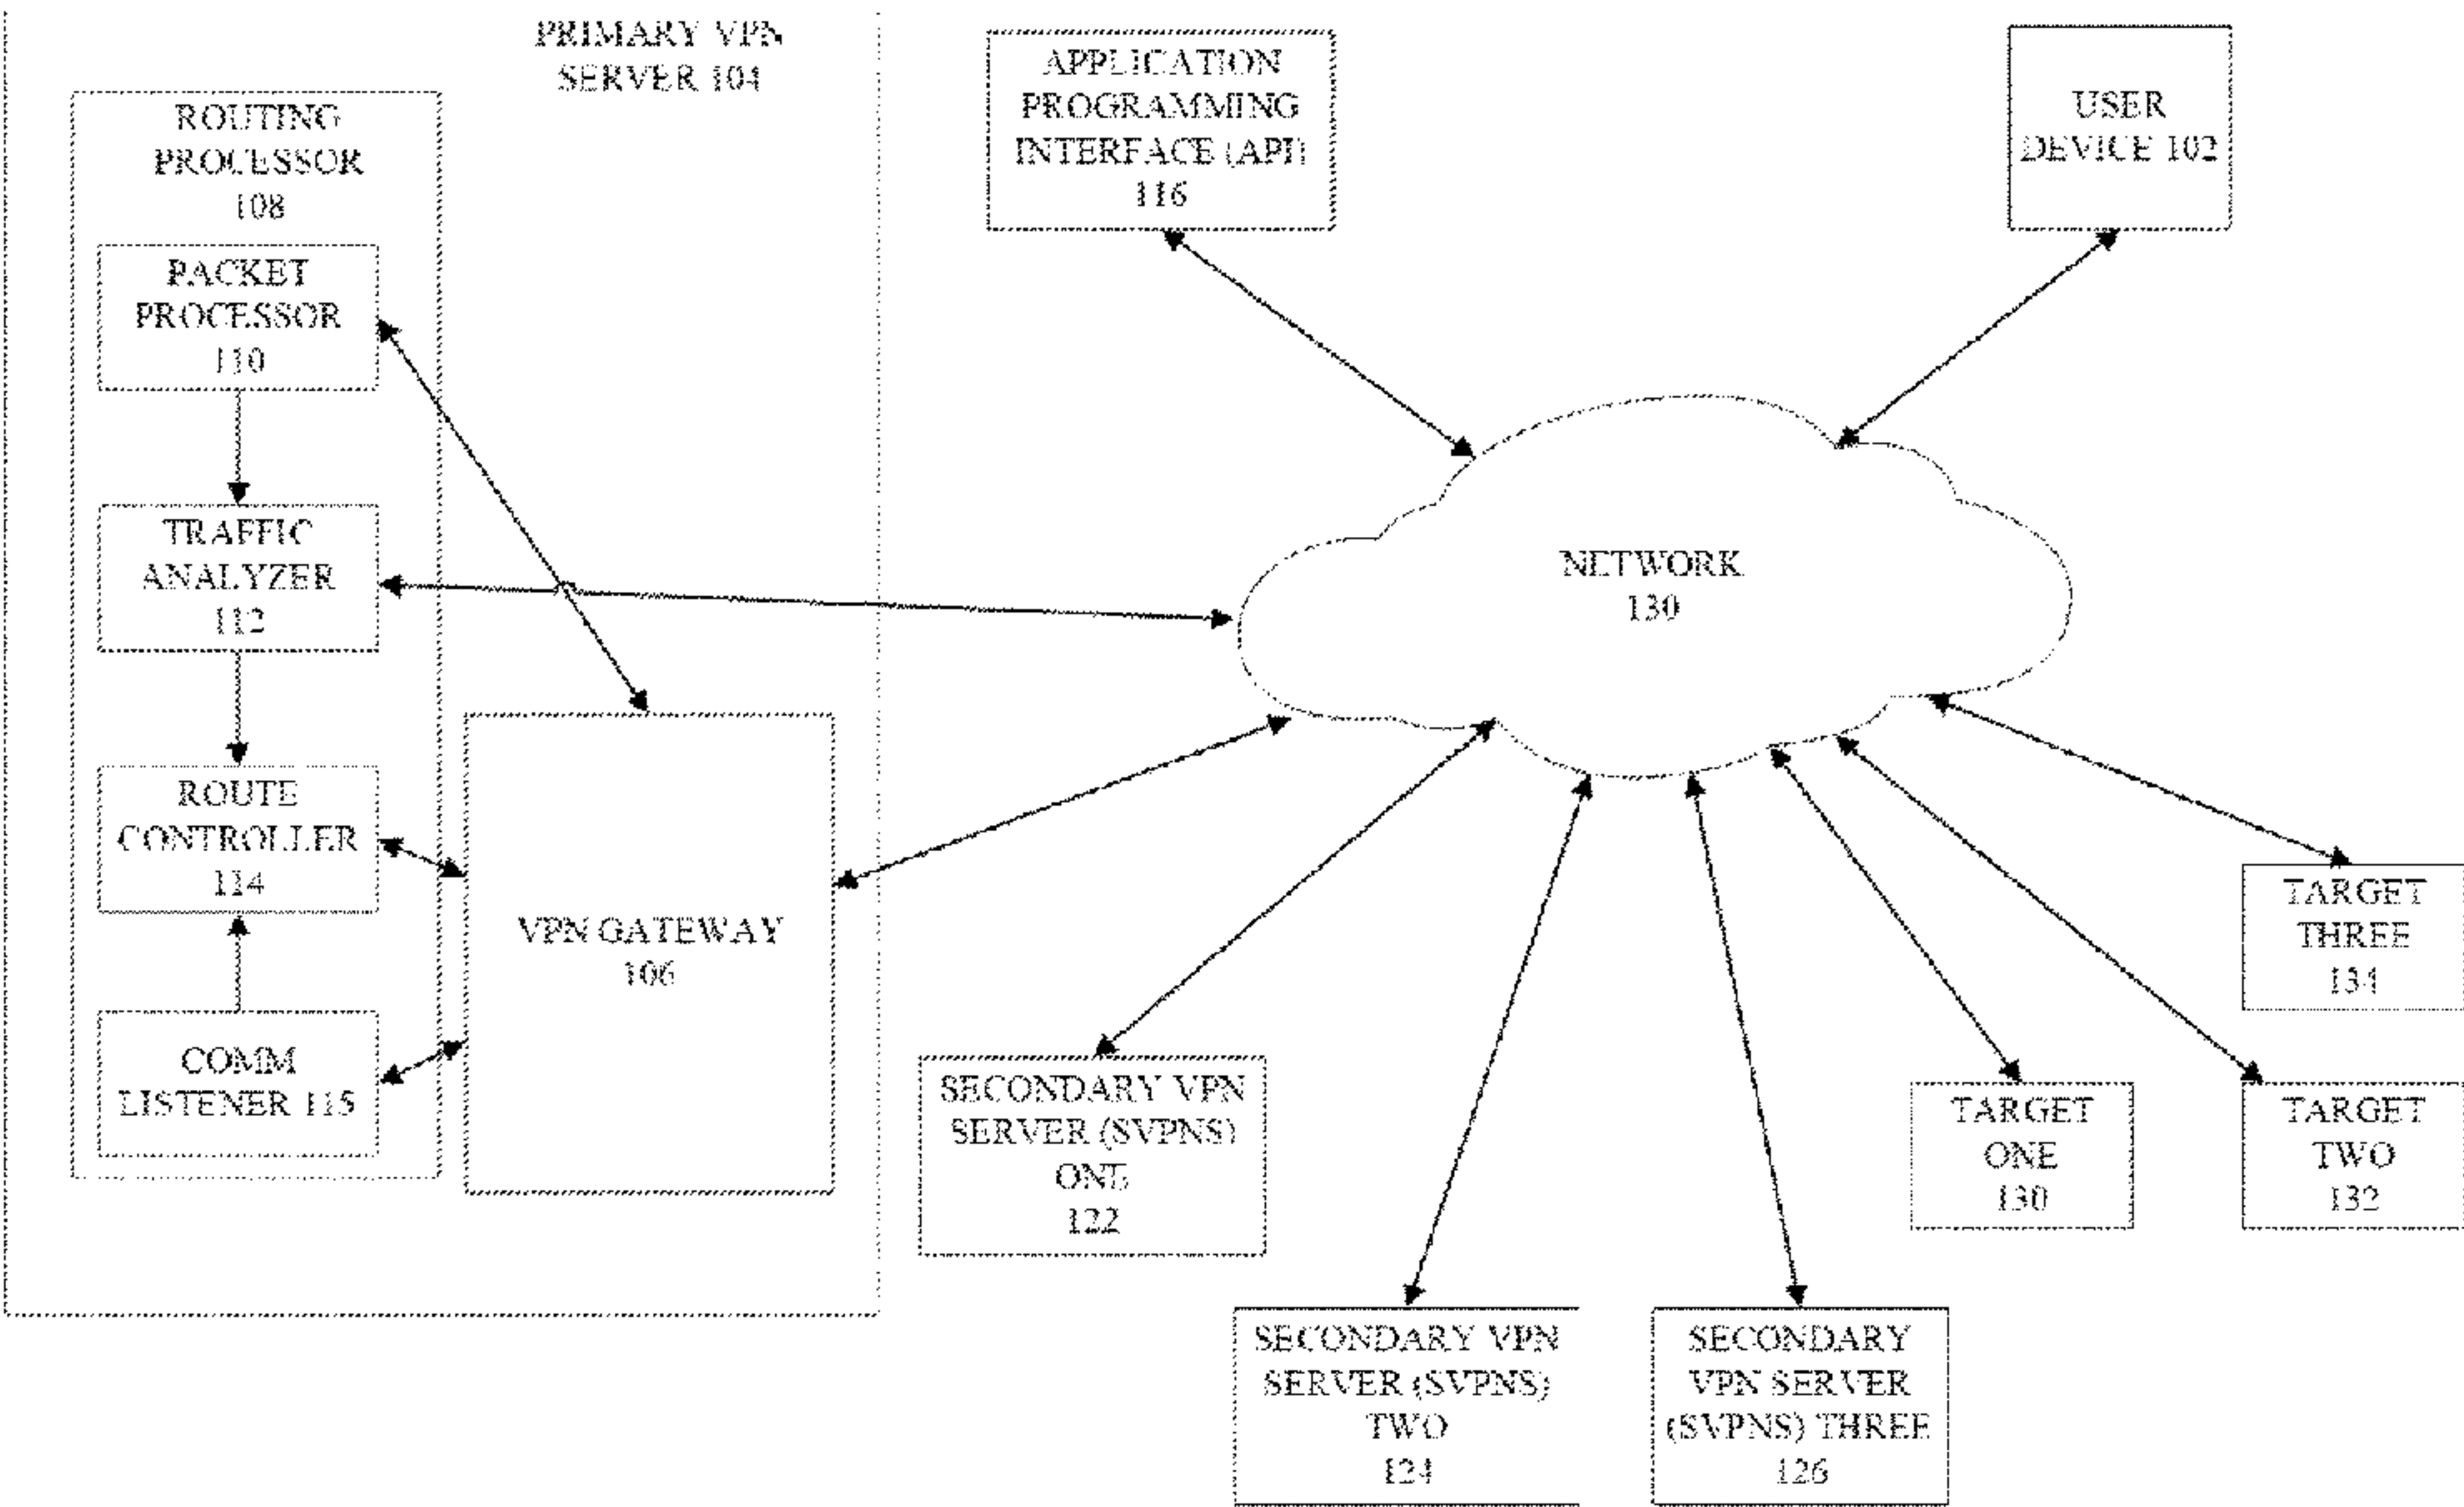 PRIMARY VPN
SERVER 104
ROUTING
PROCESSOR
108
PACKET
PROCESSOR
110
TRAFFIC
ANALYZER
112
ROUTE
CONTROLLER
114
COMM
LISTENER 115
VPN GATEWAY
106
APPLICATION
PROGRAMMING
INTERFACE (API)
116
USER
DEVICE 102
NETWORK
130
SECONDARY VPN
SERVER (SVPNS)
ONE
122
SECONDARY VPN
SERVER (SVPNS)
TWO
124
SECONDARY
VPN SERVER
(SVPNS) THREE
126
TARGET
ONE
130
TARGET
TWO
132
TARGET
THREE
134